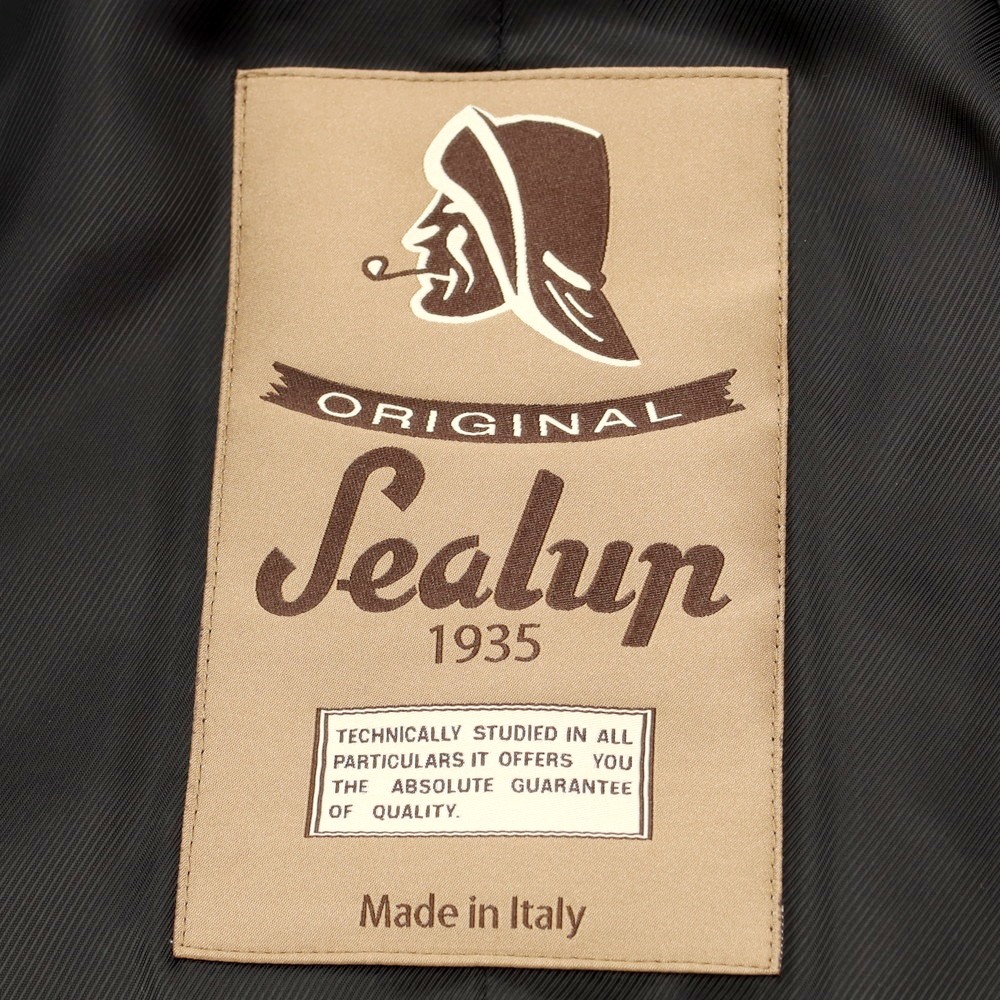 ORIGINAL
Sealup
1935
TECHNICALLY STUDIED IN ALL
PARTICULARS IT OFFERS YOU
THE ABSOLUTE GUARANTEE
OF QUALITY.
Made in Italy